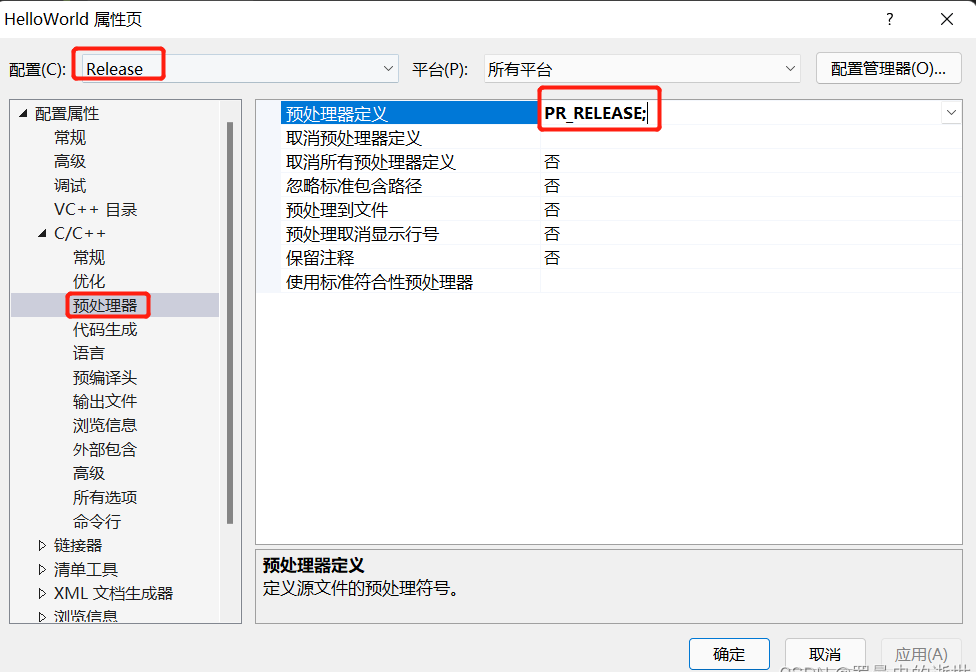 HelloWorld 属性页
?
配置(C): Release 平台(P): 所有平台 配置管理器(O)...
配置属性
常规
高级
调试
VC++ 目录
C/C++
常规
优化
预处理器
代码生成
语言
预编译头
输出文件
浏览信息
外部包含
高级
所有选项
命令行
链接器
清单工具
XML 文档生成器
浏览信息
预处理器定义 PR_RELEASE;
取消预处理器定义
取消所有预处理器定义 否
忽略标准包含路径 否
预处理到文件 否
预处理取消显示行号 否
保留注释 否
使用标准符合性预处理器
预处理器定义
定义源文件的预处理符号。
确定 取消 应用(A)